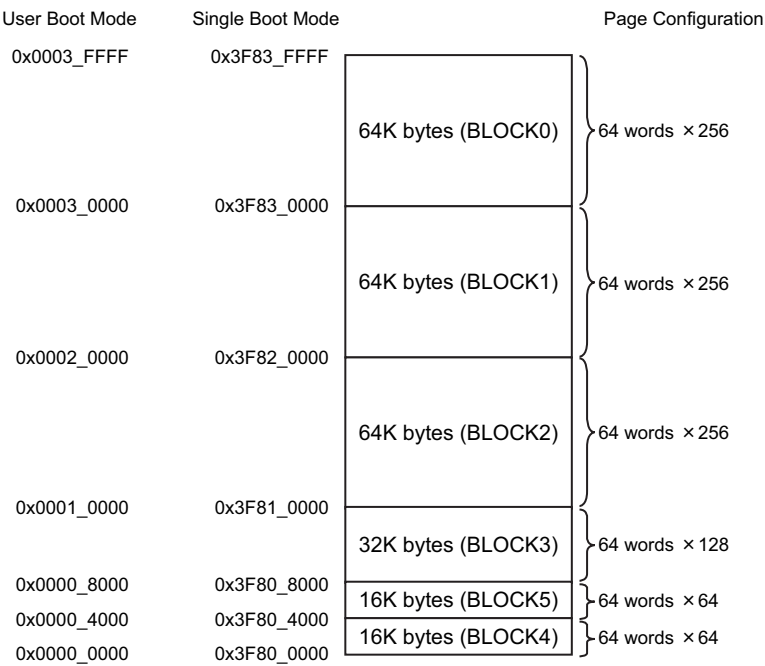 User Boot Mode Single Boot Mode Page Configuration
0x0003_FFFF 0x3F83_FFFF
64K bytes (BLOCK0) 64 words × 256
0x0003_0000 0x3F83_0000
64K bytes (BLOCK1) 64 words × 256
0x0002_0000 0x3F82_0000
64K bytes (BLOCK2) 64 words × 256
0x0001_0000 0x3F81_0000
32K bytes (BLOCK3) 64 words × 128
0x0000_8000 0x3F80_8000
16K bytes (BLOCK5) 64 words × 64
0x0000_4000 0x3F80_4000
16K bytes (BLOCK4) 64 words × 64
0x0000_0000 0x3F80_0000